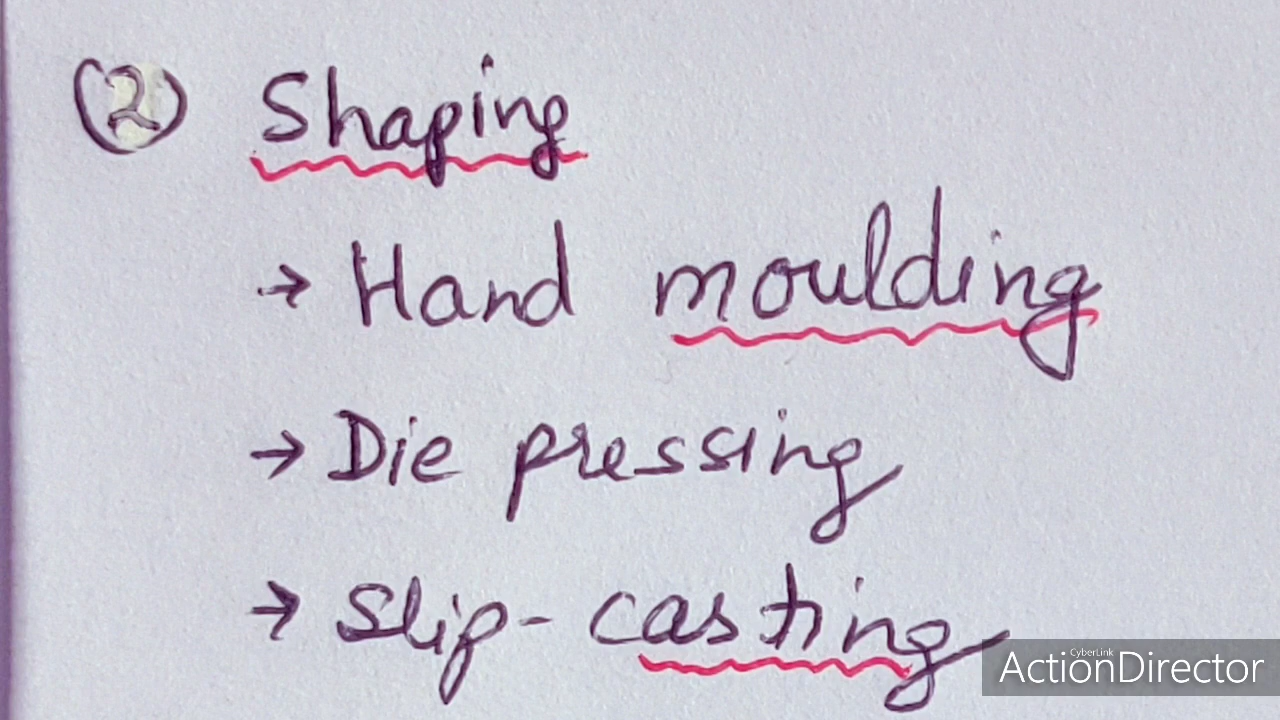 (2) Shaping
→ Hand moulding
→ Die pressing
→ Slip-casting
CyberLink
ActionDirector